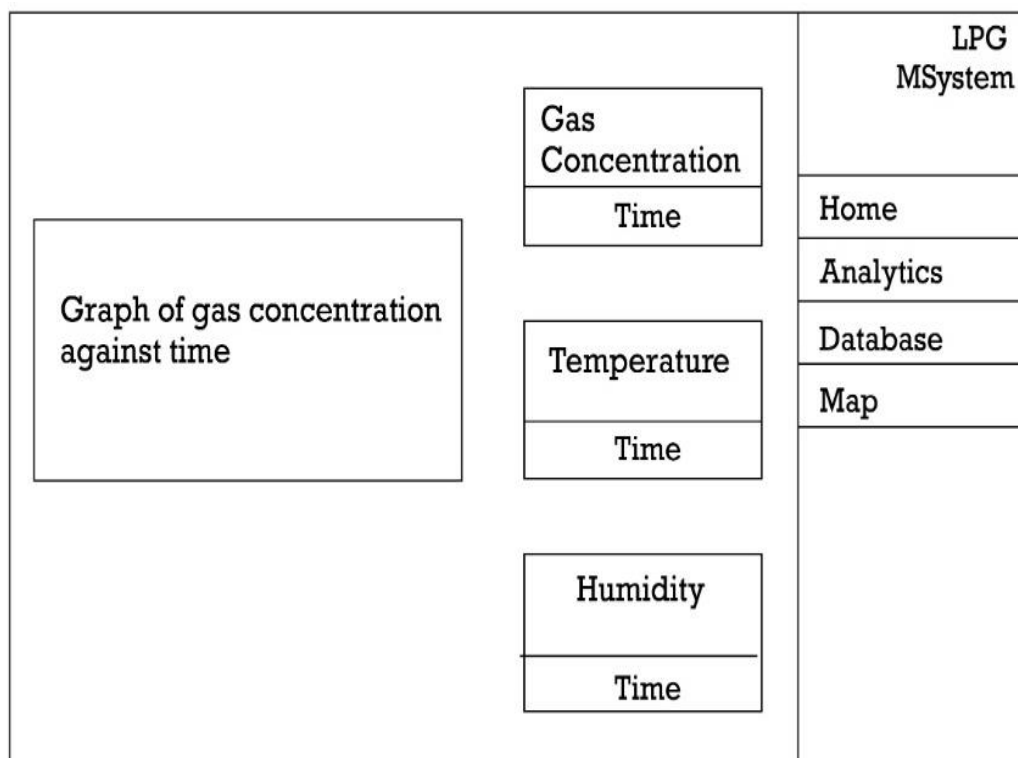 Graph of gas concentration
against time
Gas
Concentration
Time
Temperature
Time
Humidity
Time
LPG
MSystem
Home
Analytics
Database
Map